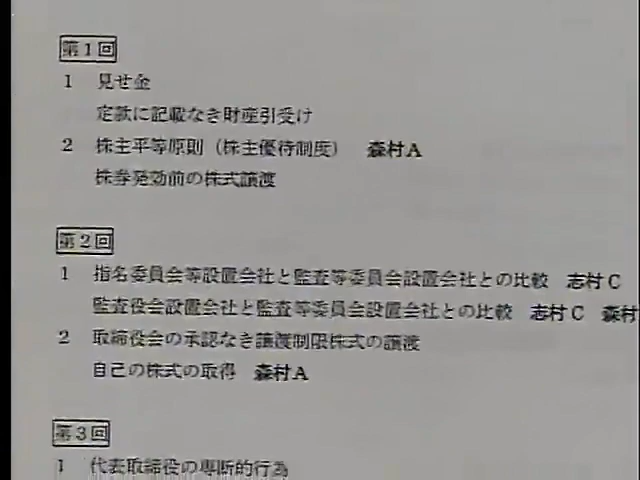 第1回
1 見せ金
定款に記載なき財産引受け
2 株主平等原則（株主優待制度） 森村A
株券発効前の株式譲渡
第2回
1 指名委員会等設置会社と監査等委員会設置会社との比較 志村C
監査役会設置会社と監査等委員会設置会社との比較 志村C 森村
2 取締役会の承認なき譲渡制限株式の譲渡
自己の株式の取得 森村A
第3回
1 代表取締役の専断的行為